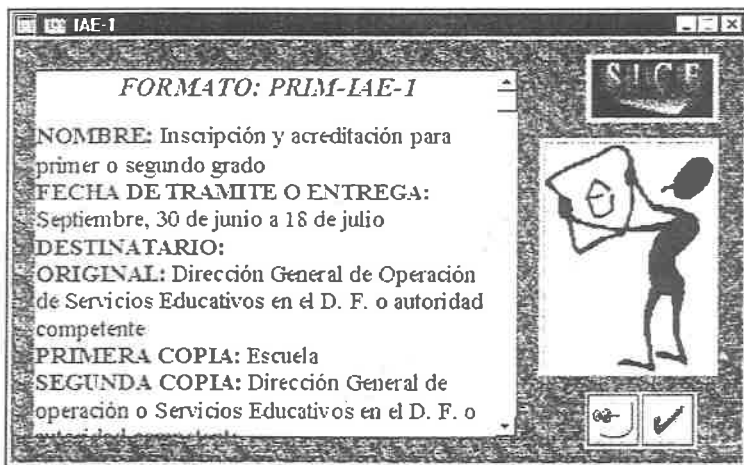 IAE-1
FORMATO: PRIM-IAE-1
NOMBRE: Inscripción y acreditación para
primer o segundo grado
FECHA DE TRAMITE O ENTREGA:
Septiembre, 30 de junio a 18 de julio
DESTINATARIO:
ORIGINAL: Dirección General de Operación
de Servicios Educativos en el D. F. o autoridad
competente
PRIMERA COPIA: Escuela
SEGUNDA COPIA: Dirección General de
operación o Servicios Educativos en el D. F. o
autoridad competente
SICE